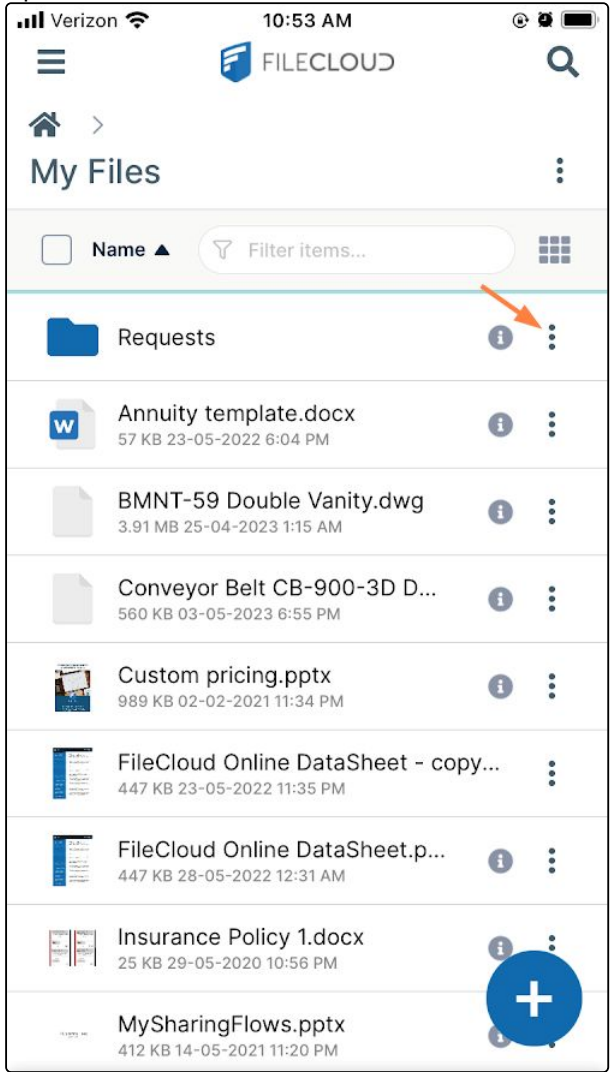 Verizon 10:53 AM
FILECLOUD
My Files
Name Filter items...
Requests
Annuity template.docx
57 KB 23-05-2022 6:04 PM
BMNT-59 Double Vanity.dwg
3.91 MB 25-04-2023 1:15 AM
Conveyor Belt CB-900-3D D...
560 KB 03-05-2023 6:55 PM
Custom pricing.pptx
989 KB 02-02-2021 11:34 PM
FileCloud Online DataSheet - copy...
447 KB 23-05-2022 11:35 PM
FileCloud Online DataSheet.p...
447 KB 28-05-2022 12:31 AM
Insurance Policy 1.docx
25 KB 29-05-2020 10:56 PM
MySharingFlows.pptx
412 KB 14-05-2021 11:20 PM